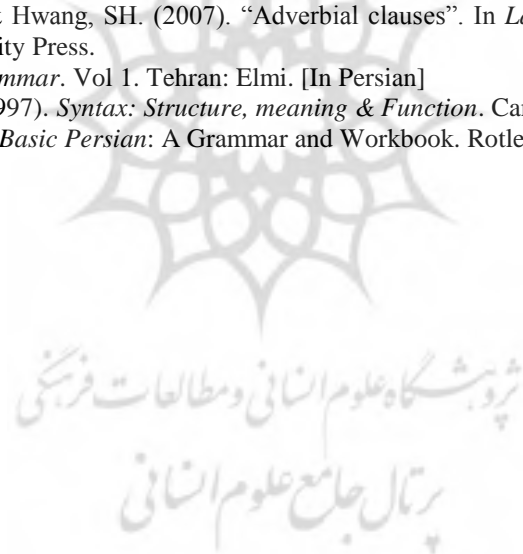 Hwang, SH. (2007). “Adverbial clauses”. In
ity Press.
mmar. Vol 1. Tehran: Elmi. [In Persian]
997). Syntax: Structure, meaning & Function. Ca
Basic Persian: A Grammar and Workbook. Rotle
پژوهشگاه علوم انسانی و مطالعات فرهنگی
پرتال جامع علوم انسانی